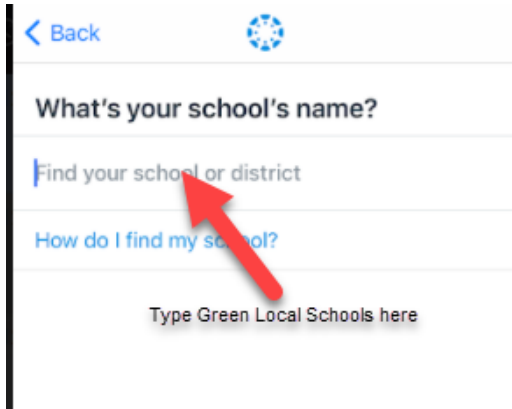 Back
What's your school's name?
Find your school or district
How do I find my school?
Type Green Local Schools here